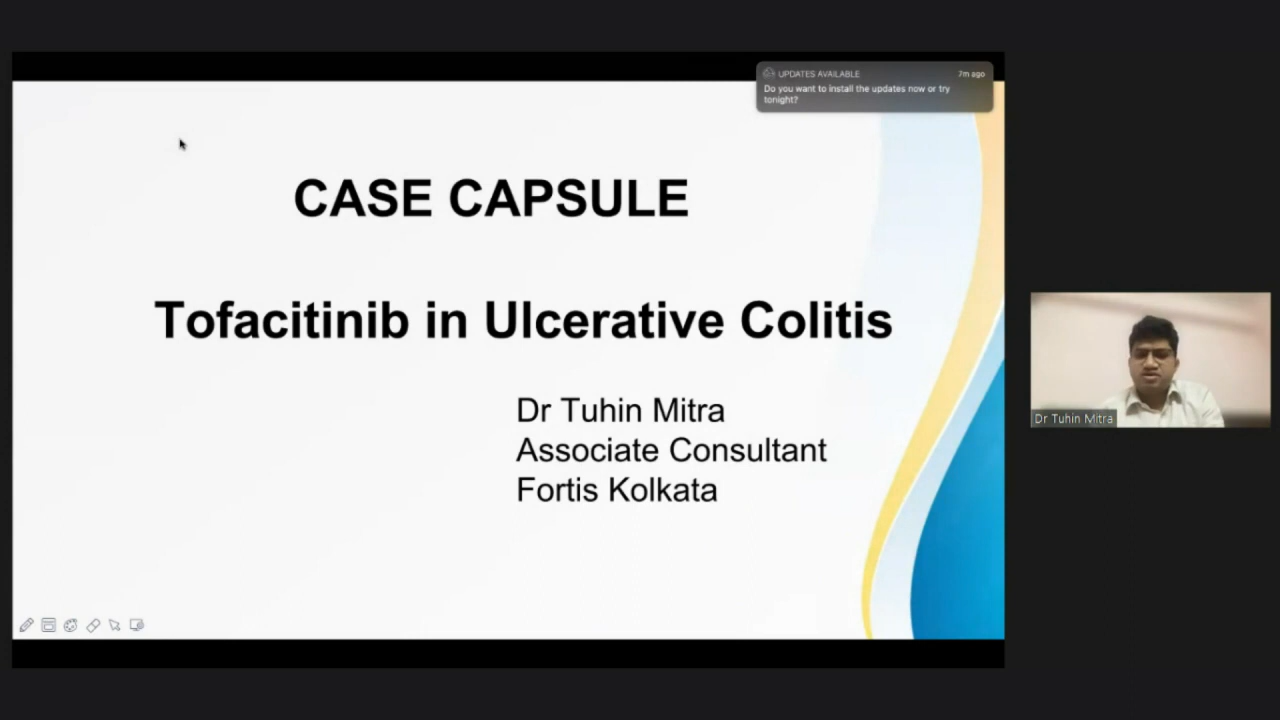 UPDATES AVAILABLE 7m ago
Do you want to install the updates now or try
tonight?
CASE CAPSULE
Tofacitinib in Ulcerative Colitis
Dr Tuhin Mitra
Associate Consultant
Fortis Kolkata
Dr Tuhin Mitra